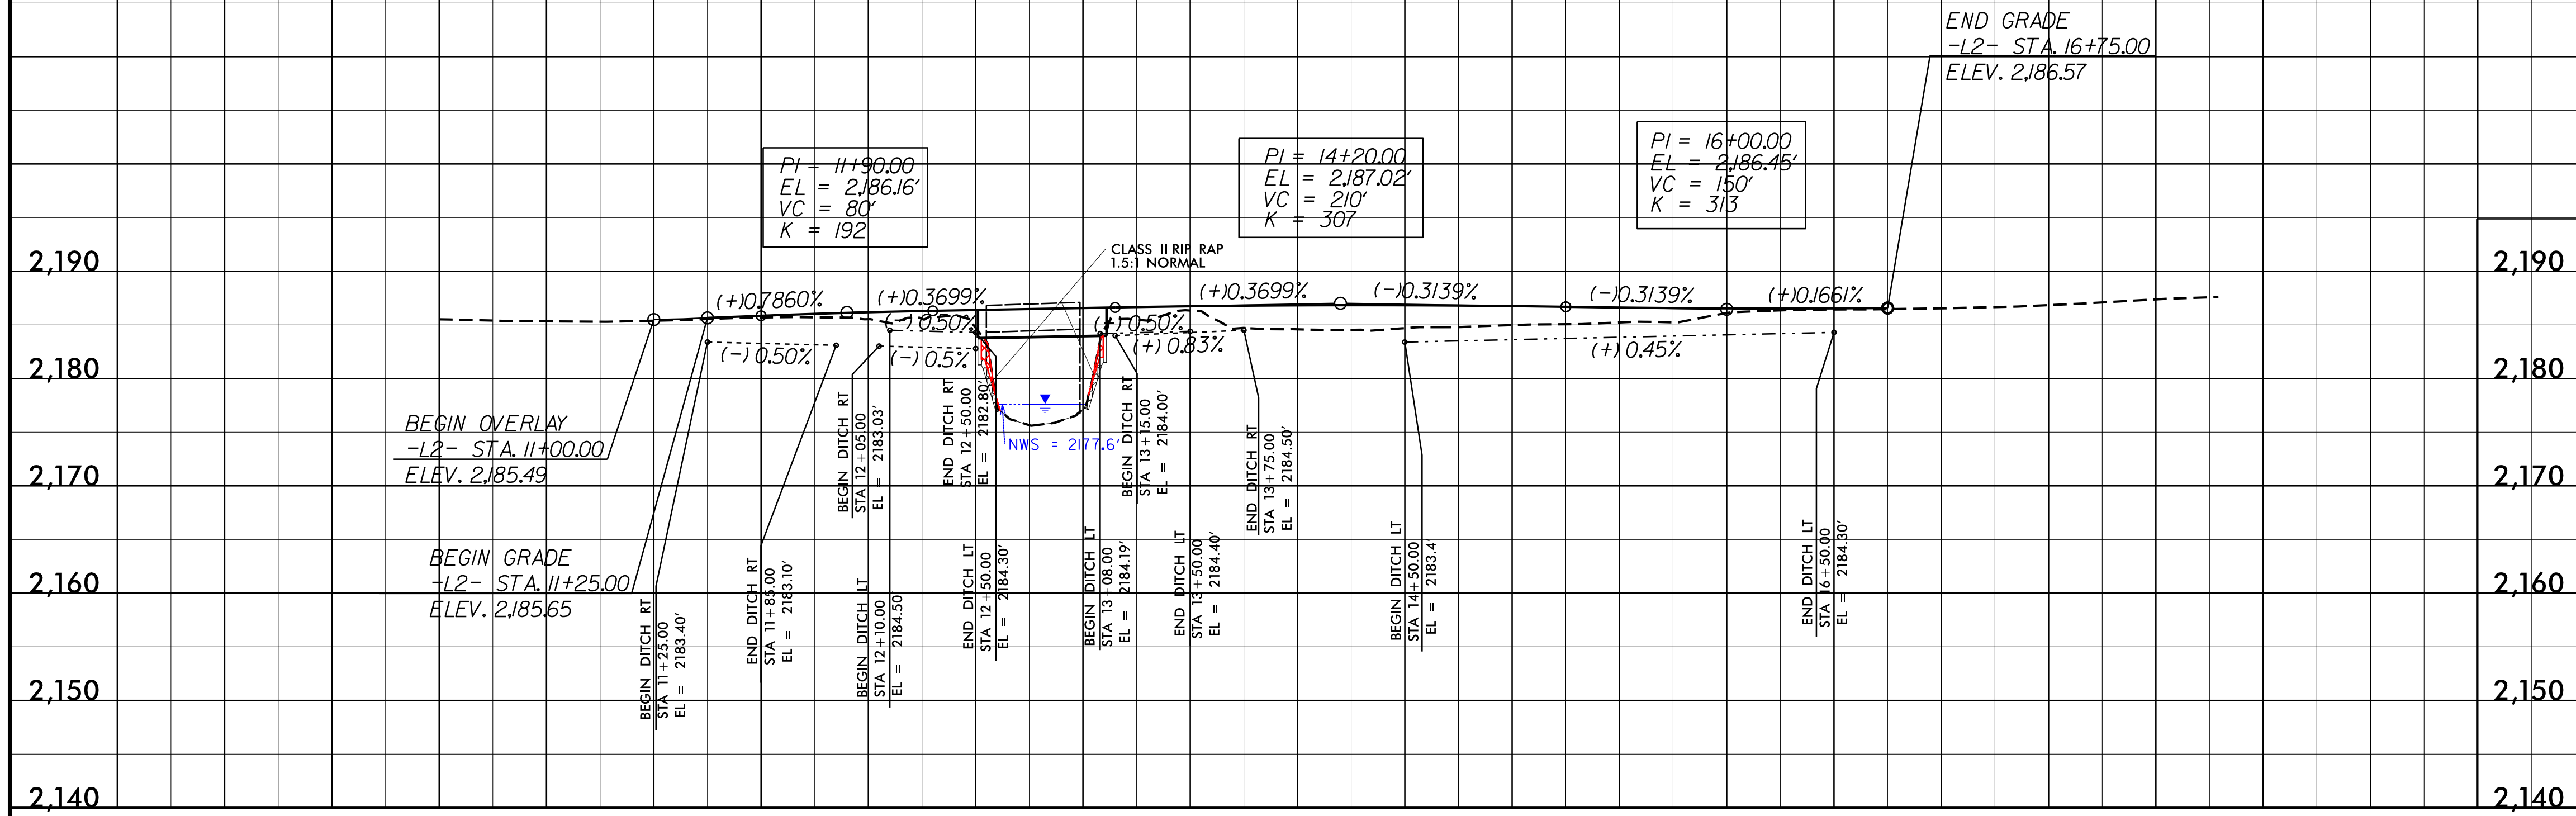 END GRADE
-L2- STA. 16+75.00
ELEV. 2,186.57
PI = 11+90.00
EL = 2,186.16'
VC = 80'
K = 192
PI = 14+20.00
EL = 2,187.02'
VC = 210'
K = 307
PI = 16+00.00
EL = 2,186.45'
VC = 150'
K = 313
CLASS II RIP RAP
1.5:1 NORMAL
2,190
2,190
(+)0.7860%
(+)0.3699%
(+)0.3699%
(-)0.3139%
(-)0.3139%
(+)0.1661%
(-) 0.50%
(+) 0.50%
(-) 0.50%
(-) 0.5%
(+) 0.83%
(+) 0.45%
2,180
2,180
BEGIN OVERLAY
-L2- STA. 11+00.00
ELEV. 2,185.49
NWS = 2177.6'
2,170
2,170
BEGIN GRADE
-L2- STA. 11+25.00
ELEV. 2,185.65
2,160
2,160
BEGIN DITCH RT
STA 11+25.00
EL = 2183.40'
END DITCH RT
STA 11+85.00
EL = 2183.10'
BEGIN DITCH RT
STA 12+05.00
EL = 2183.03'
BEGIN DITCH LT
STA 12+10.00
EL = 2184.50'
END DITCH RT
STA 12+50.00
EL = 2182.80'
END DITCH LT
STA 12+50.00
EL = 2184.30'
BEGIN DITCH LT
STA 13+08.00
EL = 2184.19'
BEGIN DITCH RT
STA 13+15.00
EL = 2184.00'
END DITCH LT
STA 13+50.00
EL = 2184.40'
END DITCH RT
STA 13+75.00
EL = 2184.50'
BEGIN DITCH LT
STA 14+50.00
EL = 2183.4'
END DITCH LT
STA 16+50.00
EL = 2184.30'
2,150
2,150
2,140
2,140